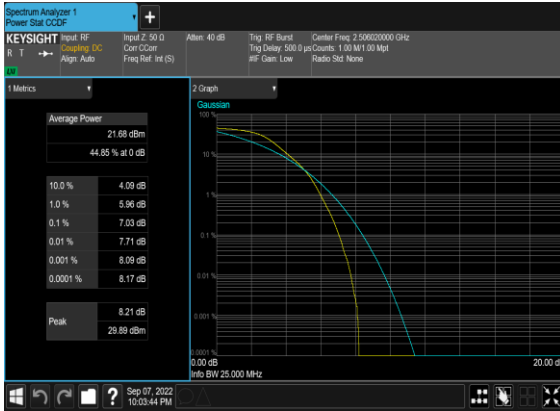 Spectrum Analyzer 1
Power Stat CCDF
+
KEYSIGHT
R T
LXI
Input: RF
Coupling: DC
Align: Auto
Input Z: 50 Ω
Corr CCorr
Freq Ref: Int (S)
Atten: 40 dB
Trig: RF Burst
Trig Delay: 500.0 µs
#IF Gain: Low
Center Freq: 2.506020000 GHz
Counts: 1.00 M/1.00 Mpt
Radio Std: None
1 Metrics
Average Power
21.68 dBm
44.85 % at 0 dB
10.0 % 4.09 dB
1.0 % 5.96 dB
0.1 % 7.03 dB
0.01 % 7.71 dB
0.001 % 8.09 dB
0.0001 % 8.17 dB
Peak
8.21 dB
29.89 dBm
2 Graph
Gaussian
100 %
10 %
1 %
0.1 %
0.01 %
0.001 %
0.0001 %
0.00 dB
20.00 d
Info BW 25.000 MHz
?
Sep 07, 2022
10:03:44 PM